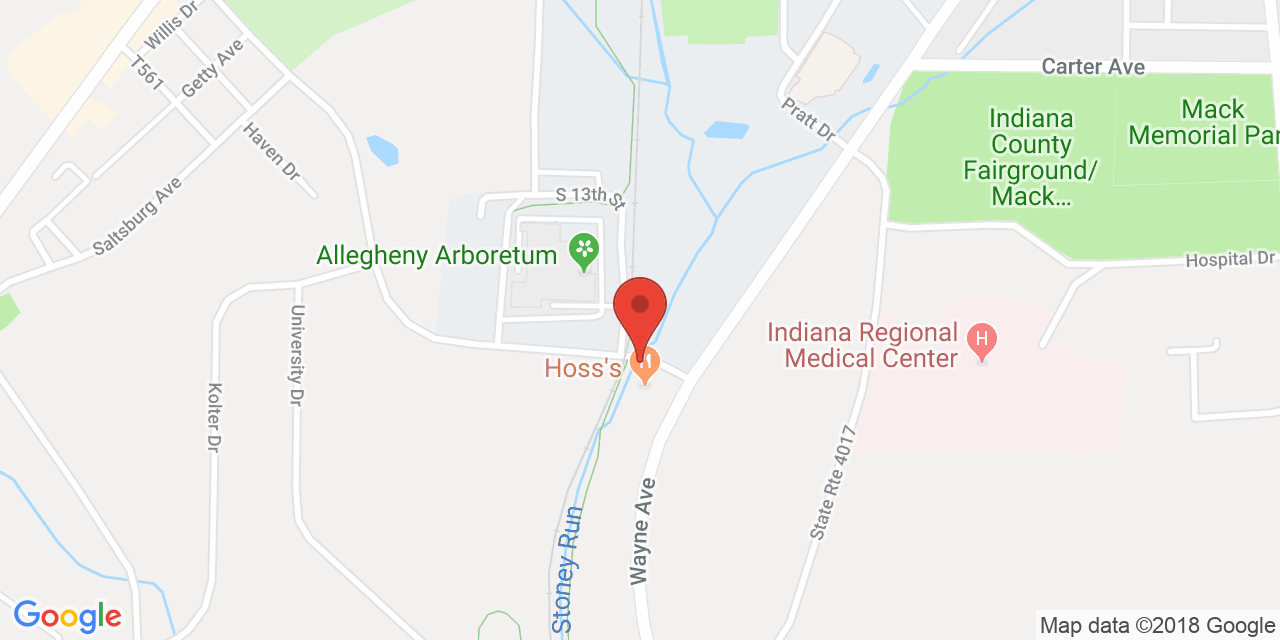 Willis Dr
T561
Getty Ave
Haven Dr
Saltsburg Ave
S 13th St
Allegheny Arboretum
Pratt Dr
Carter Ave
Indiana
County
Fairground/
Mack...
Mack
Memorial Par
Hospital Dr
Indiana Regional
Medical Center
H
Hoss's
University Dr
Kolter Dr
State Rte 4017
Wayne Ave
Stoney Run
Google
Map data ©2018 Google